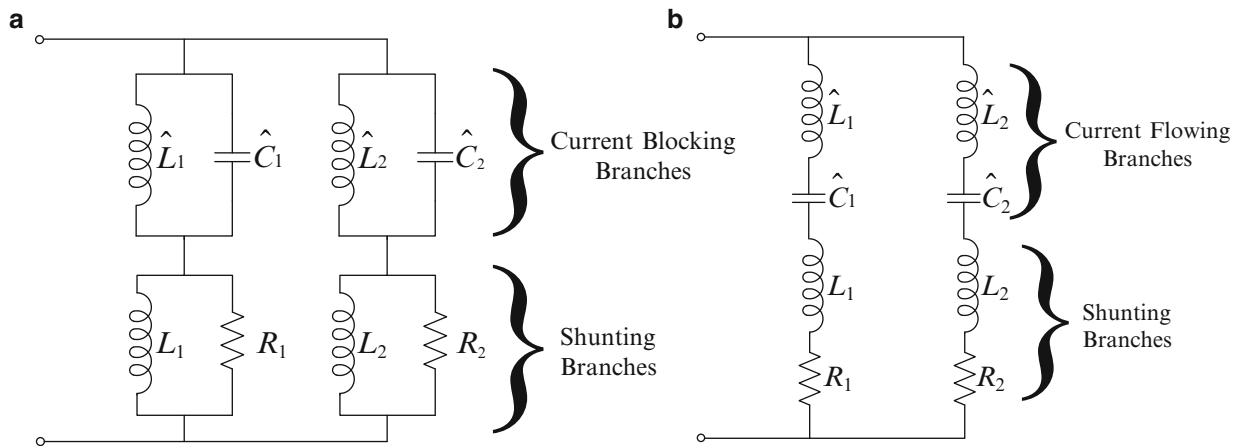 a
L̂1
Ĉ1
L̂2
Ĉ2
Current Blocking
Branches
L1
R1
L2
R2
Shunting
Branches
b
L̂1
L̂2
Ĉ1
Ĉ2
Current Flowing
Branches
L1
L2
R1
R2
Shunting
Branches